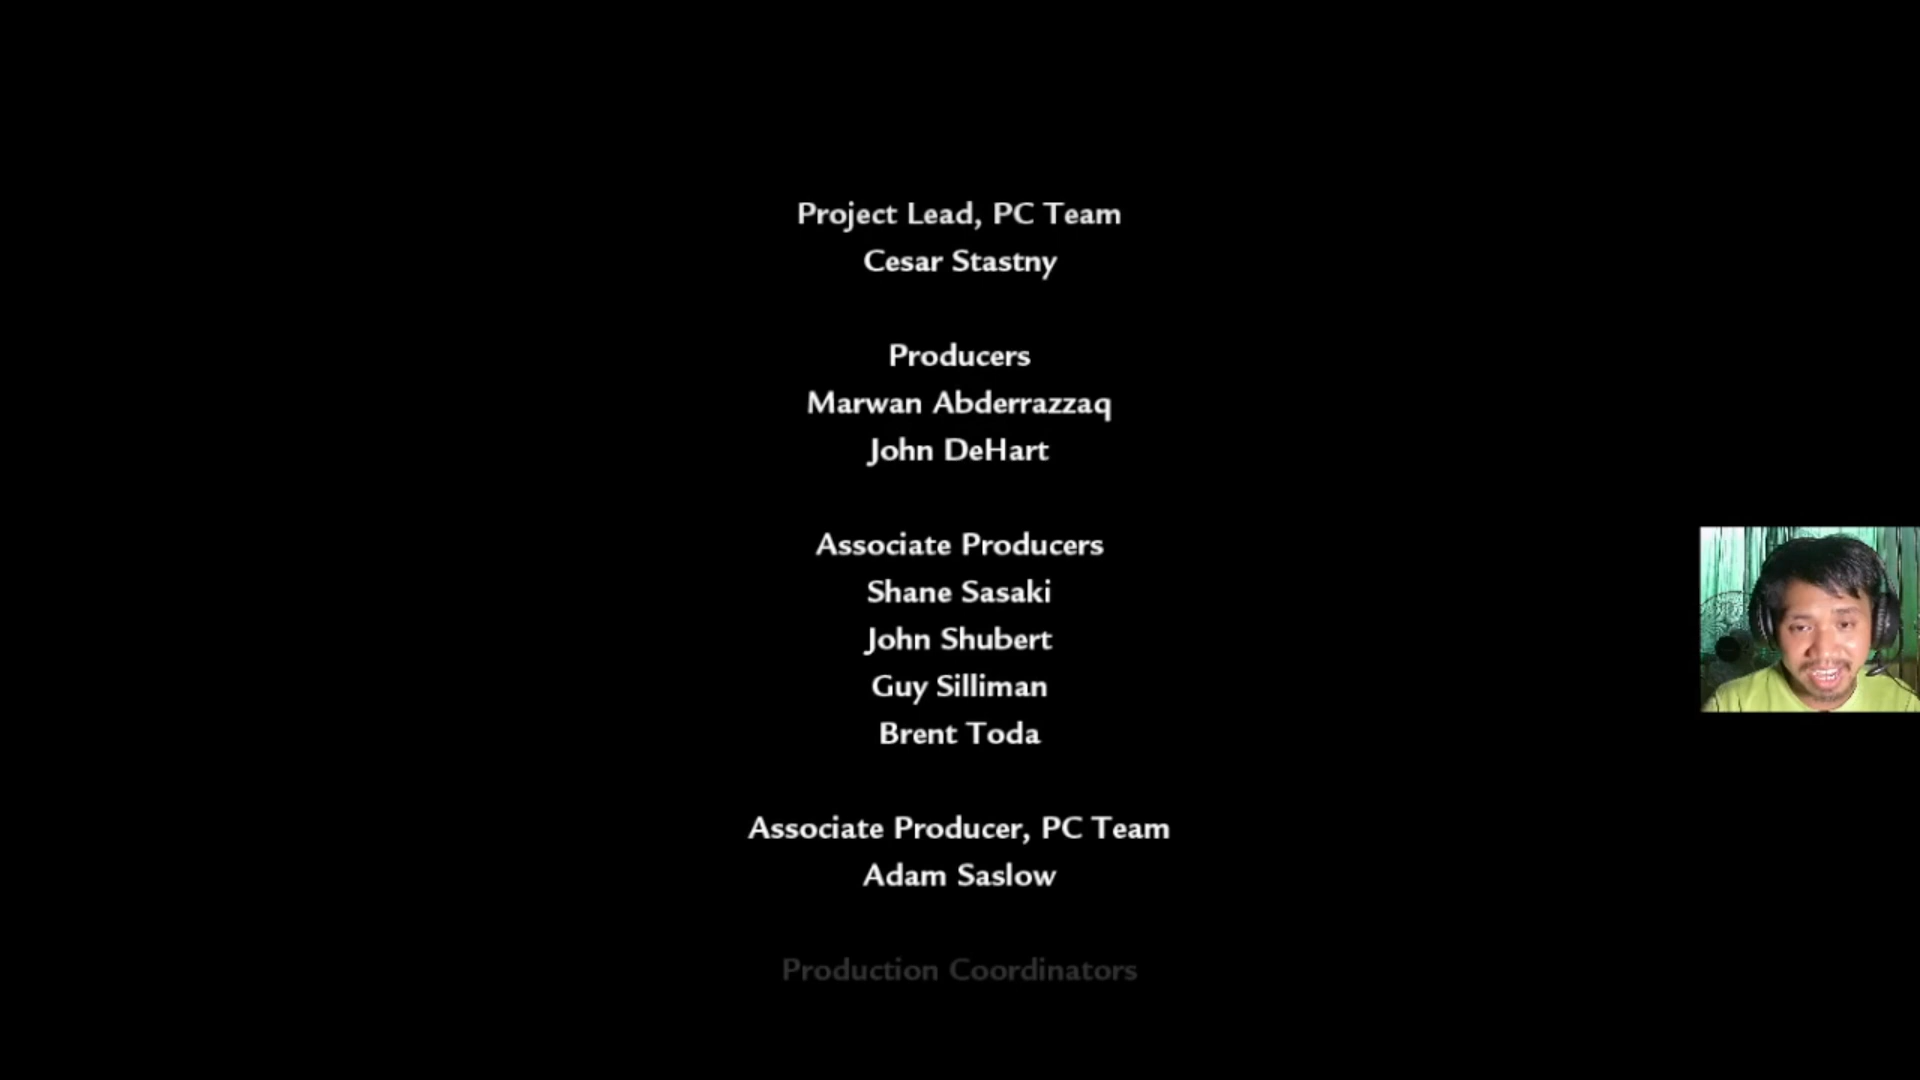 Project Lead, PC Team
Cesar Stastny
Producers
Marwan Abderrazzaq
John DeHart
Associate Producers
Shane Sasaki
John Shubert
Guy Silliman
Brent Toda
Associate Producer, PC Team
Adam Saslow
Production Coordinators